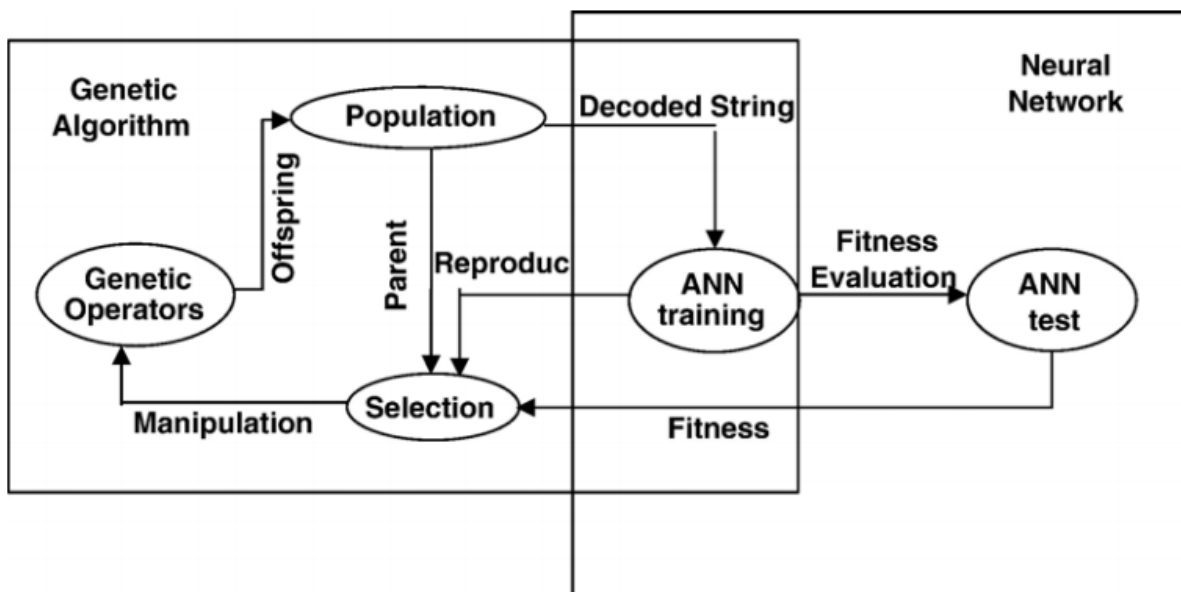 Genetic
Algorithm
Population
Decoded String
Neural
Network
Offspring
Parent
Reproduc
Genetic
Operators
ANN
training
Fitness
Evaluation
ANN
test
Manipulation
Selection
Fitness